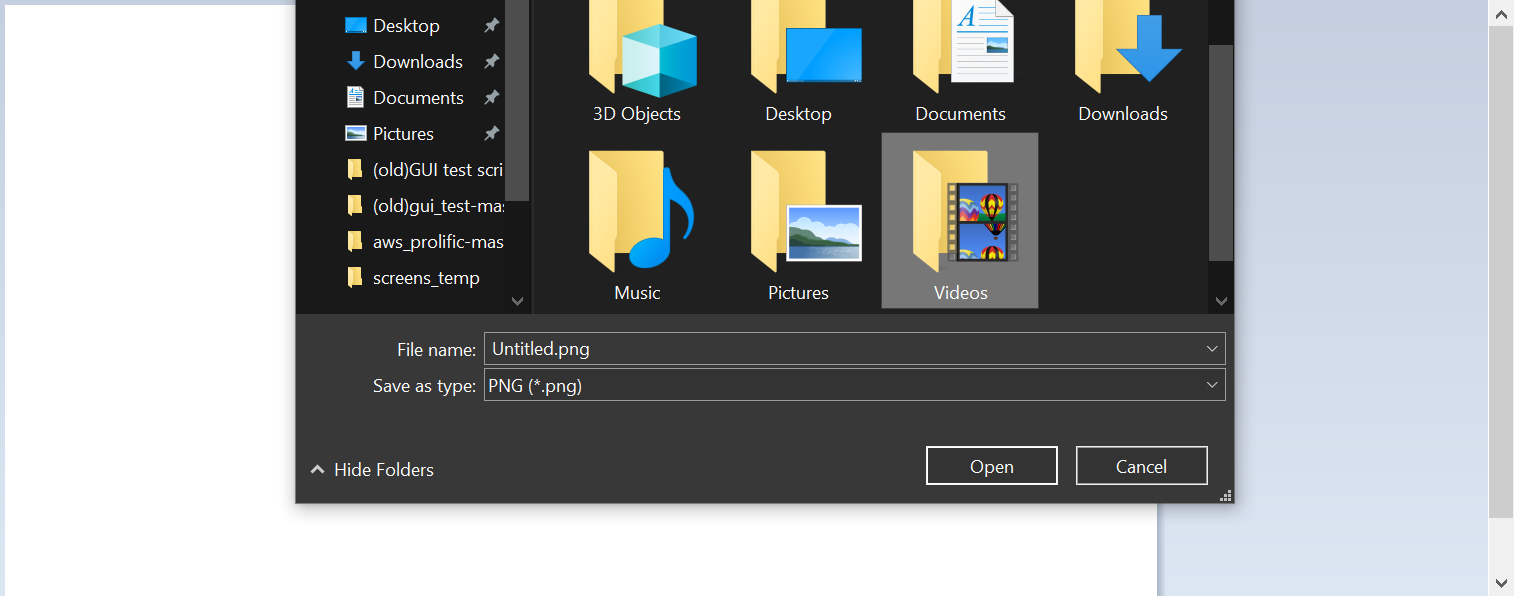 Desktop
Downloads
Documents
Pictures
(old)GUI test scri
(old)gui_test-mas
aws_prolific-mas
screens_temp
3D Objects
Desktop
Documents
Downloads
Music
Pictures
Videos
File name: Untitled.png
Save as type: PNG (*.png)
Hide Folders
Open
Cancel